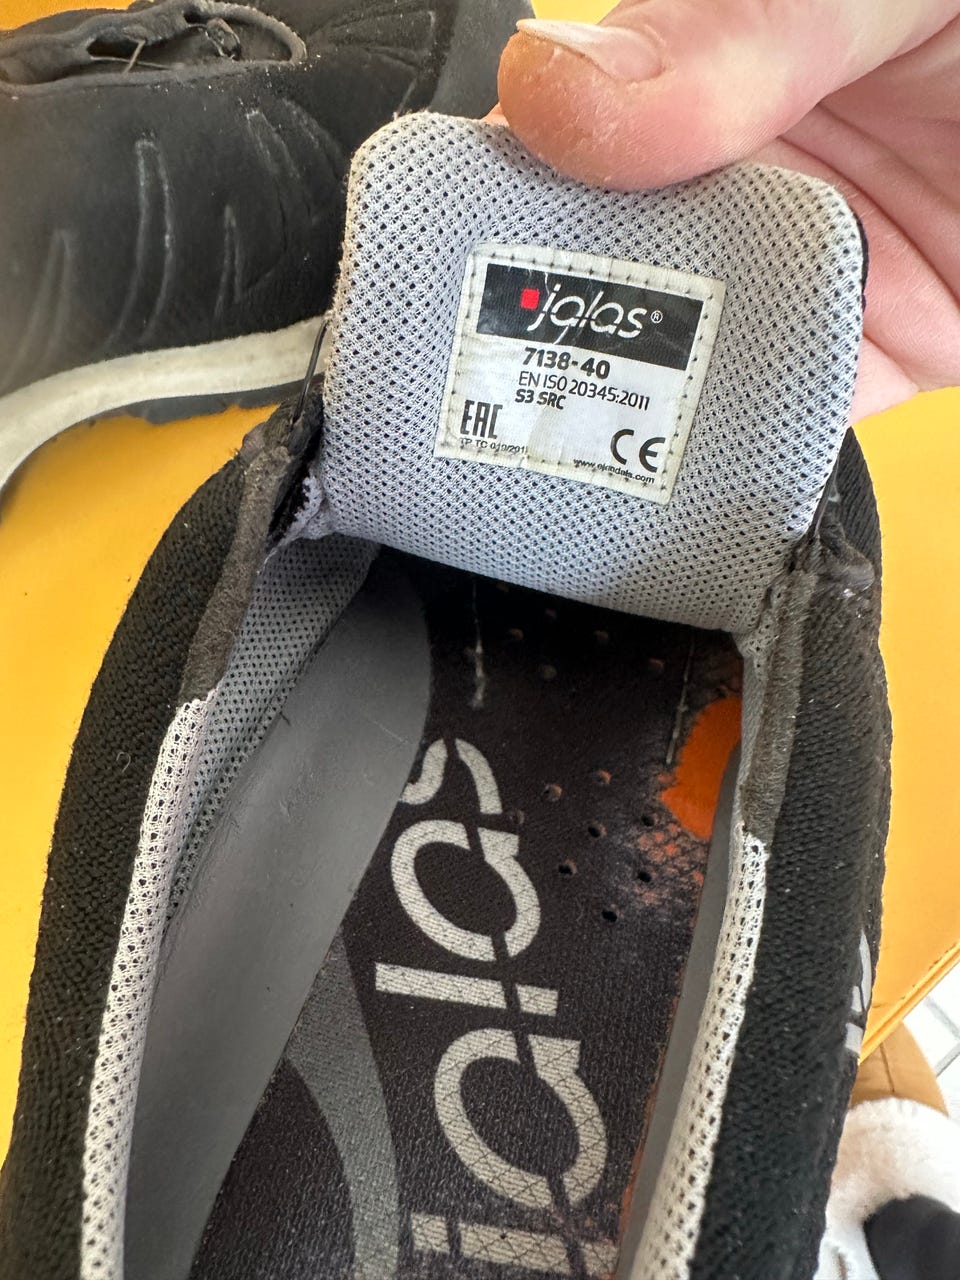 jalas®
7138-40
EN ISO 20345:2011
S3 SRC
EAC
CE
www.ejendals.com
jalas